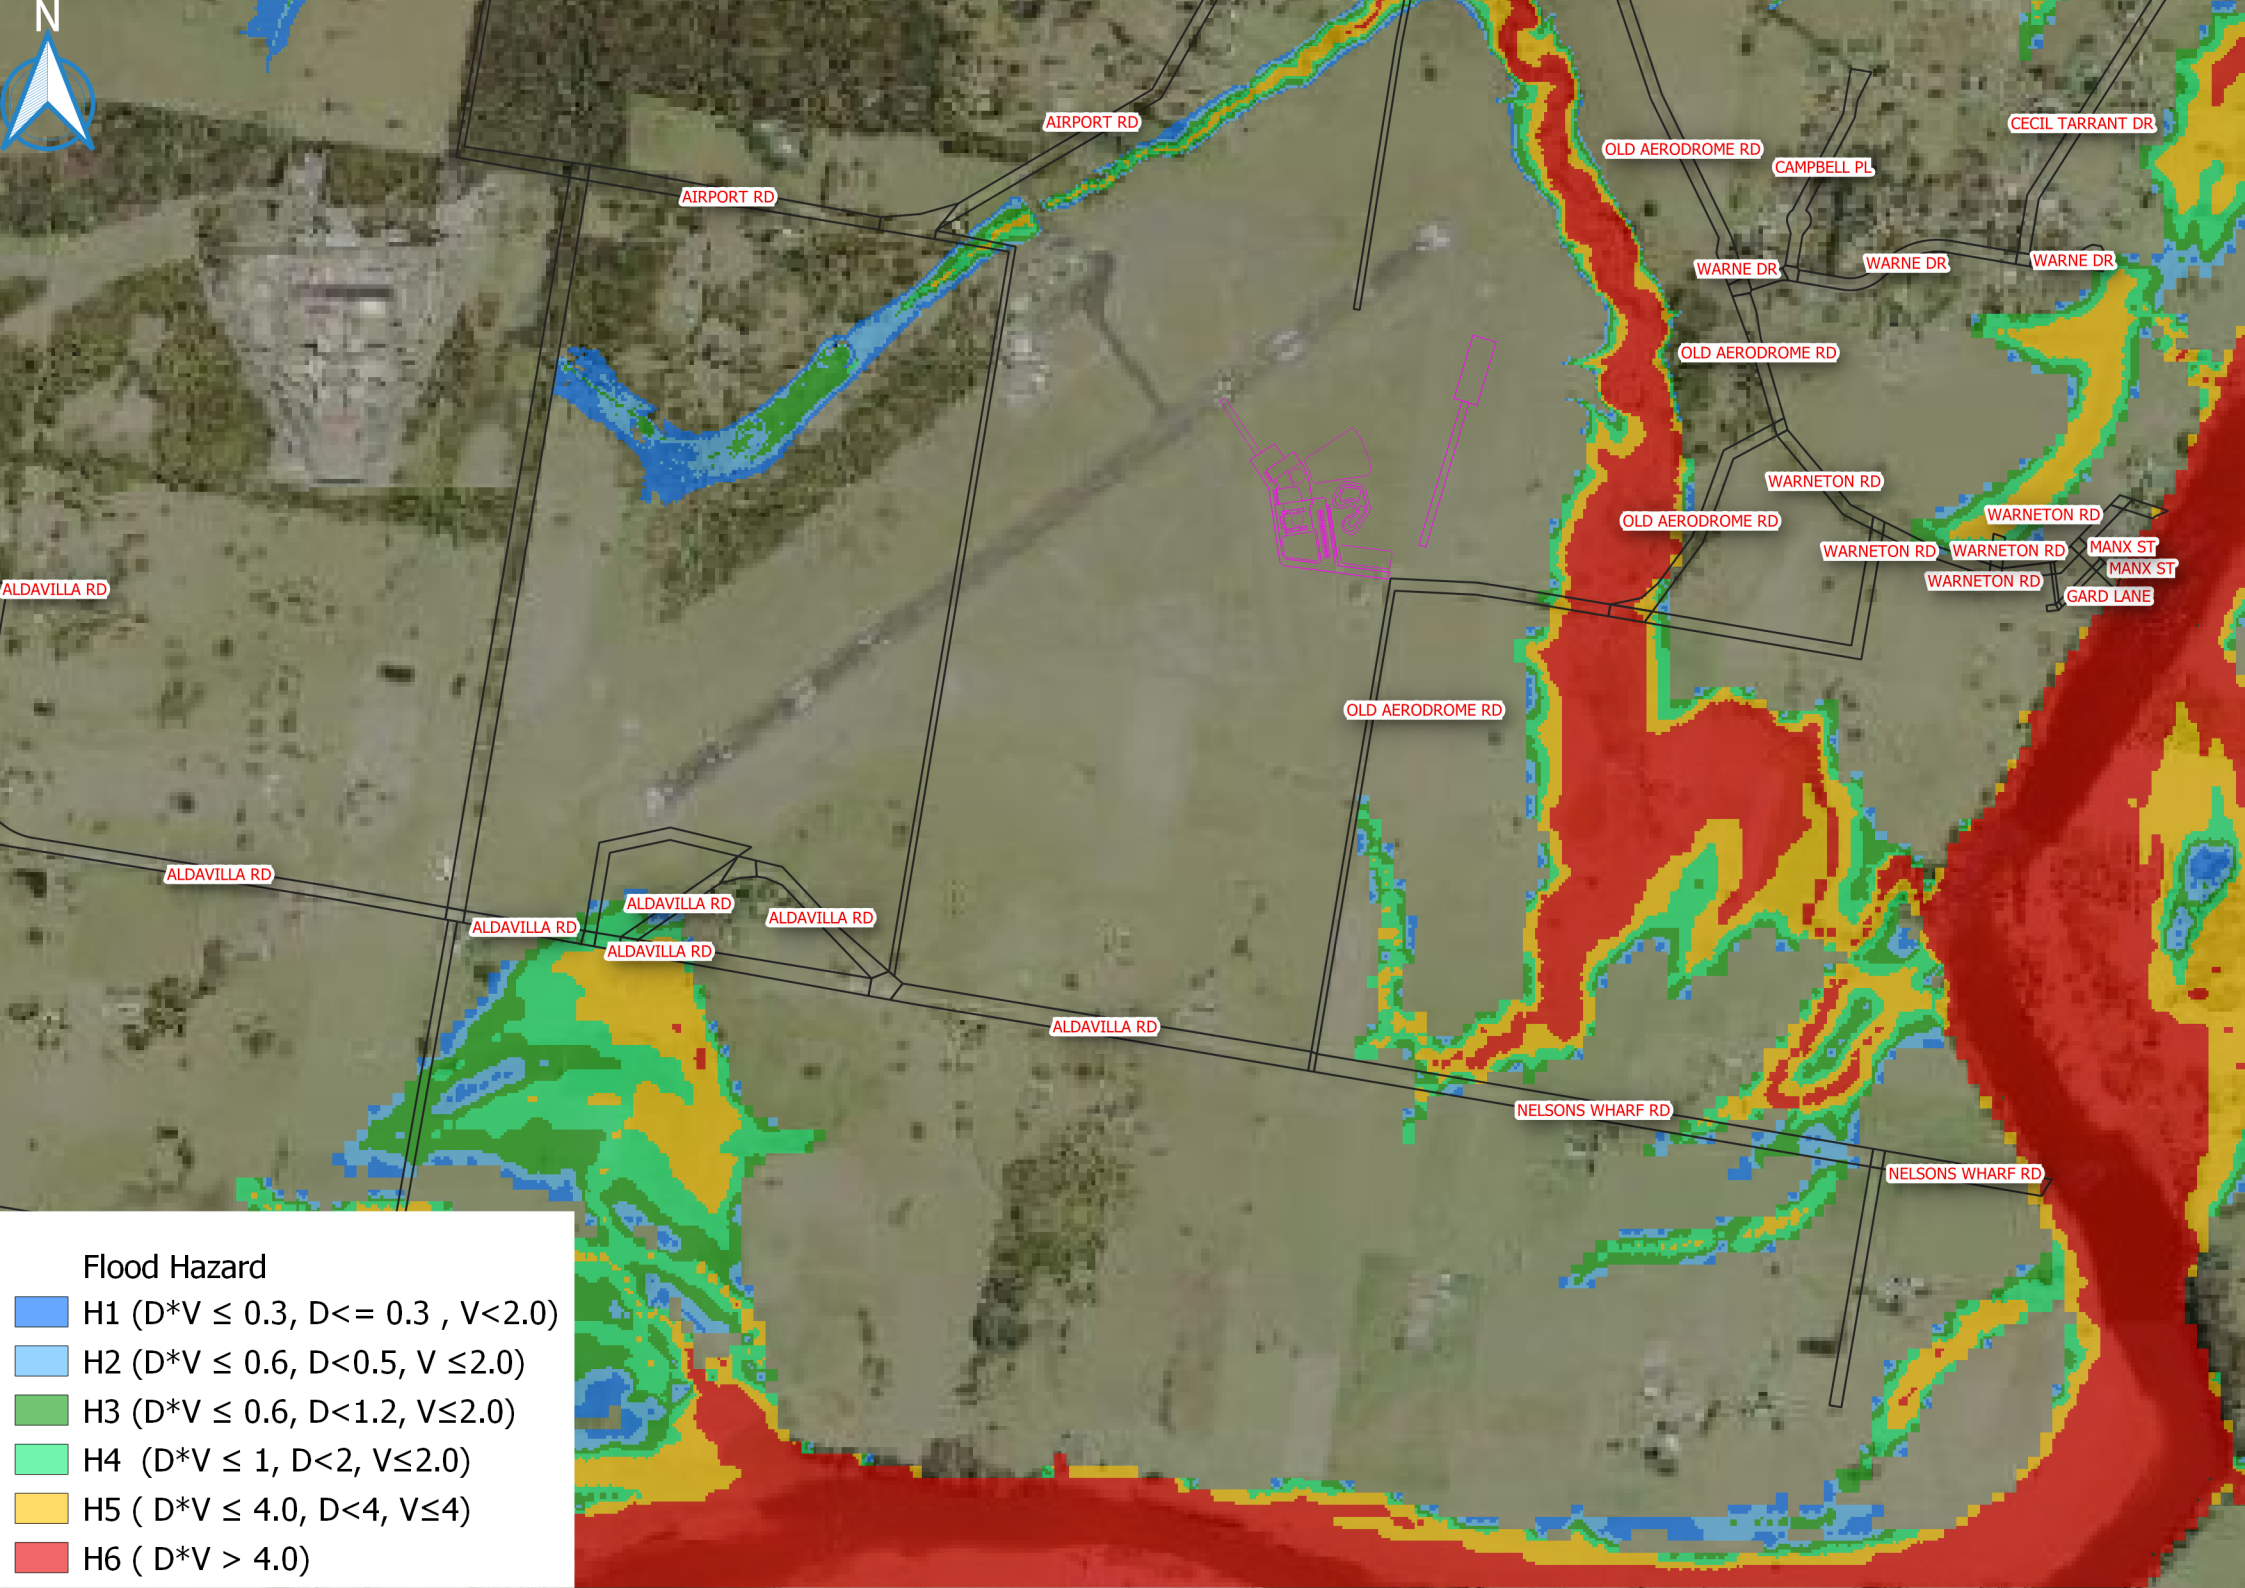 N
AIRPORT RD
CECIL TARRANT DR
OLD AERODROME RD
CAMPBELL PL
AIRPORT RD
WARNE DR
WARNE DR
WARNE DR
OLD AERODROME RD
WARNETON RD
WARNETON RD
OLD AERODROME RD
WARNETON RD
WARNETON RD
MANX ST
MANX ST
WARNETON RD
GARD LANE
ALDAVILLA RD
OLD AERODROME RD
ALDAVILLA RD
ALDAVILLA RD
ALDAVILLA RD
ALDAVILLA RD
ALDAVILLA RD
ALDAVILLA RD
NELSONS WHARF RD
NELSONS WHARF RD
Flood Hazard
H1 (D*V ≤ 0.3, D<= 0.3 , V<2.0)
H2 (D*V ≤ 0.6, D<0.5, V ≤2.0)
H3 (D*V ≤ 0.6, D<1.2, V≤2.0)
H4 (D*V ≤ 1, D<2, V≤2.0)
H5 ( D*V ≤ 4.0, D<4, V≤4)
H6 ( D*V > 4.0)